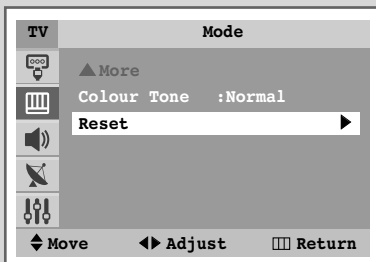 TV Mode
▲More
Colour Tone :Normal
Reset ▶
Move Adjust Return